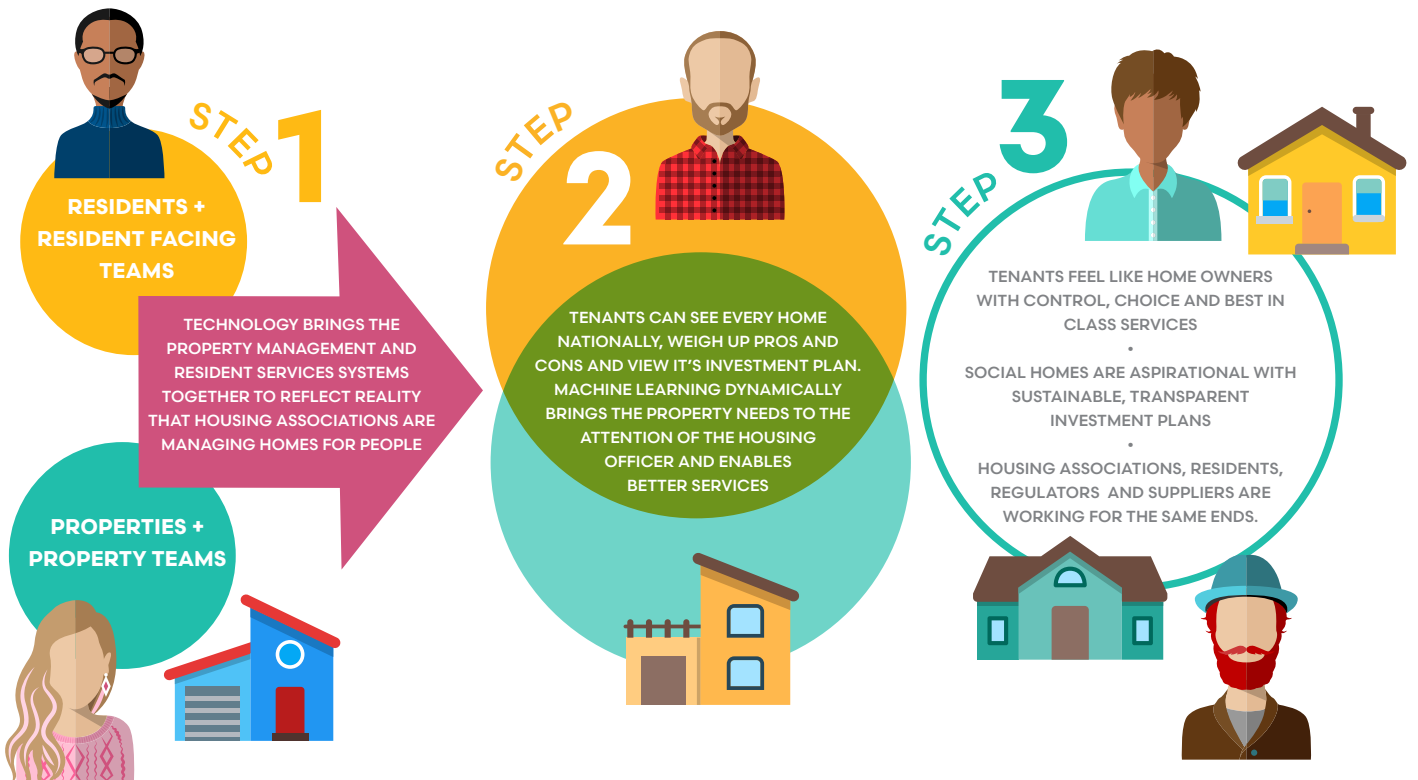 STEP 1
RESIDENTS +
RESIDENT FACING
TEAMS
TECHNOLOGY BRINGS THE
PROPERTY MANAGEMENT AND
RESIDENT SERVICES SYSTEMS
TOGETHER TO REFLECT REALITY
THAT HOUSING ASSOCIATIONS ARE
MANAGING HOMES FOR PEOPLE
PROPERTIES +
PROPERTY TEAMS
STEP
2
TENANTS CAN SEE EVERY HOME
NATIONALLY, WEIGH UP PROS AND
CONS AND VIEW IT'S INVESTMENT PLAN.
MACHINE LEARNING DYNAMICALLY
BRINGS THE PROPERTY NEEDS TO THE
ATTENTION OF THE HOUSING
OFFICER AND ENABLES
BETTER SERVICES
STEP
3
TENANTS FEEL LIKE HOME OWNERS
WITH CONTROL, CHOICE AND BEST IN
CLASS SERVICES
•
SOCIAL HOMES ARE ASPIRATIONAL WITH
SUSTAINABLE, TRANSPARENT
INVESTMENT PLANS
•
HOUSING ASSOCIATIONS, RESIDENTS,
REGULATORS AND SUPPLIERS ARE
WORKING FOR THE SAME ENDS.